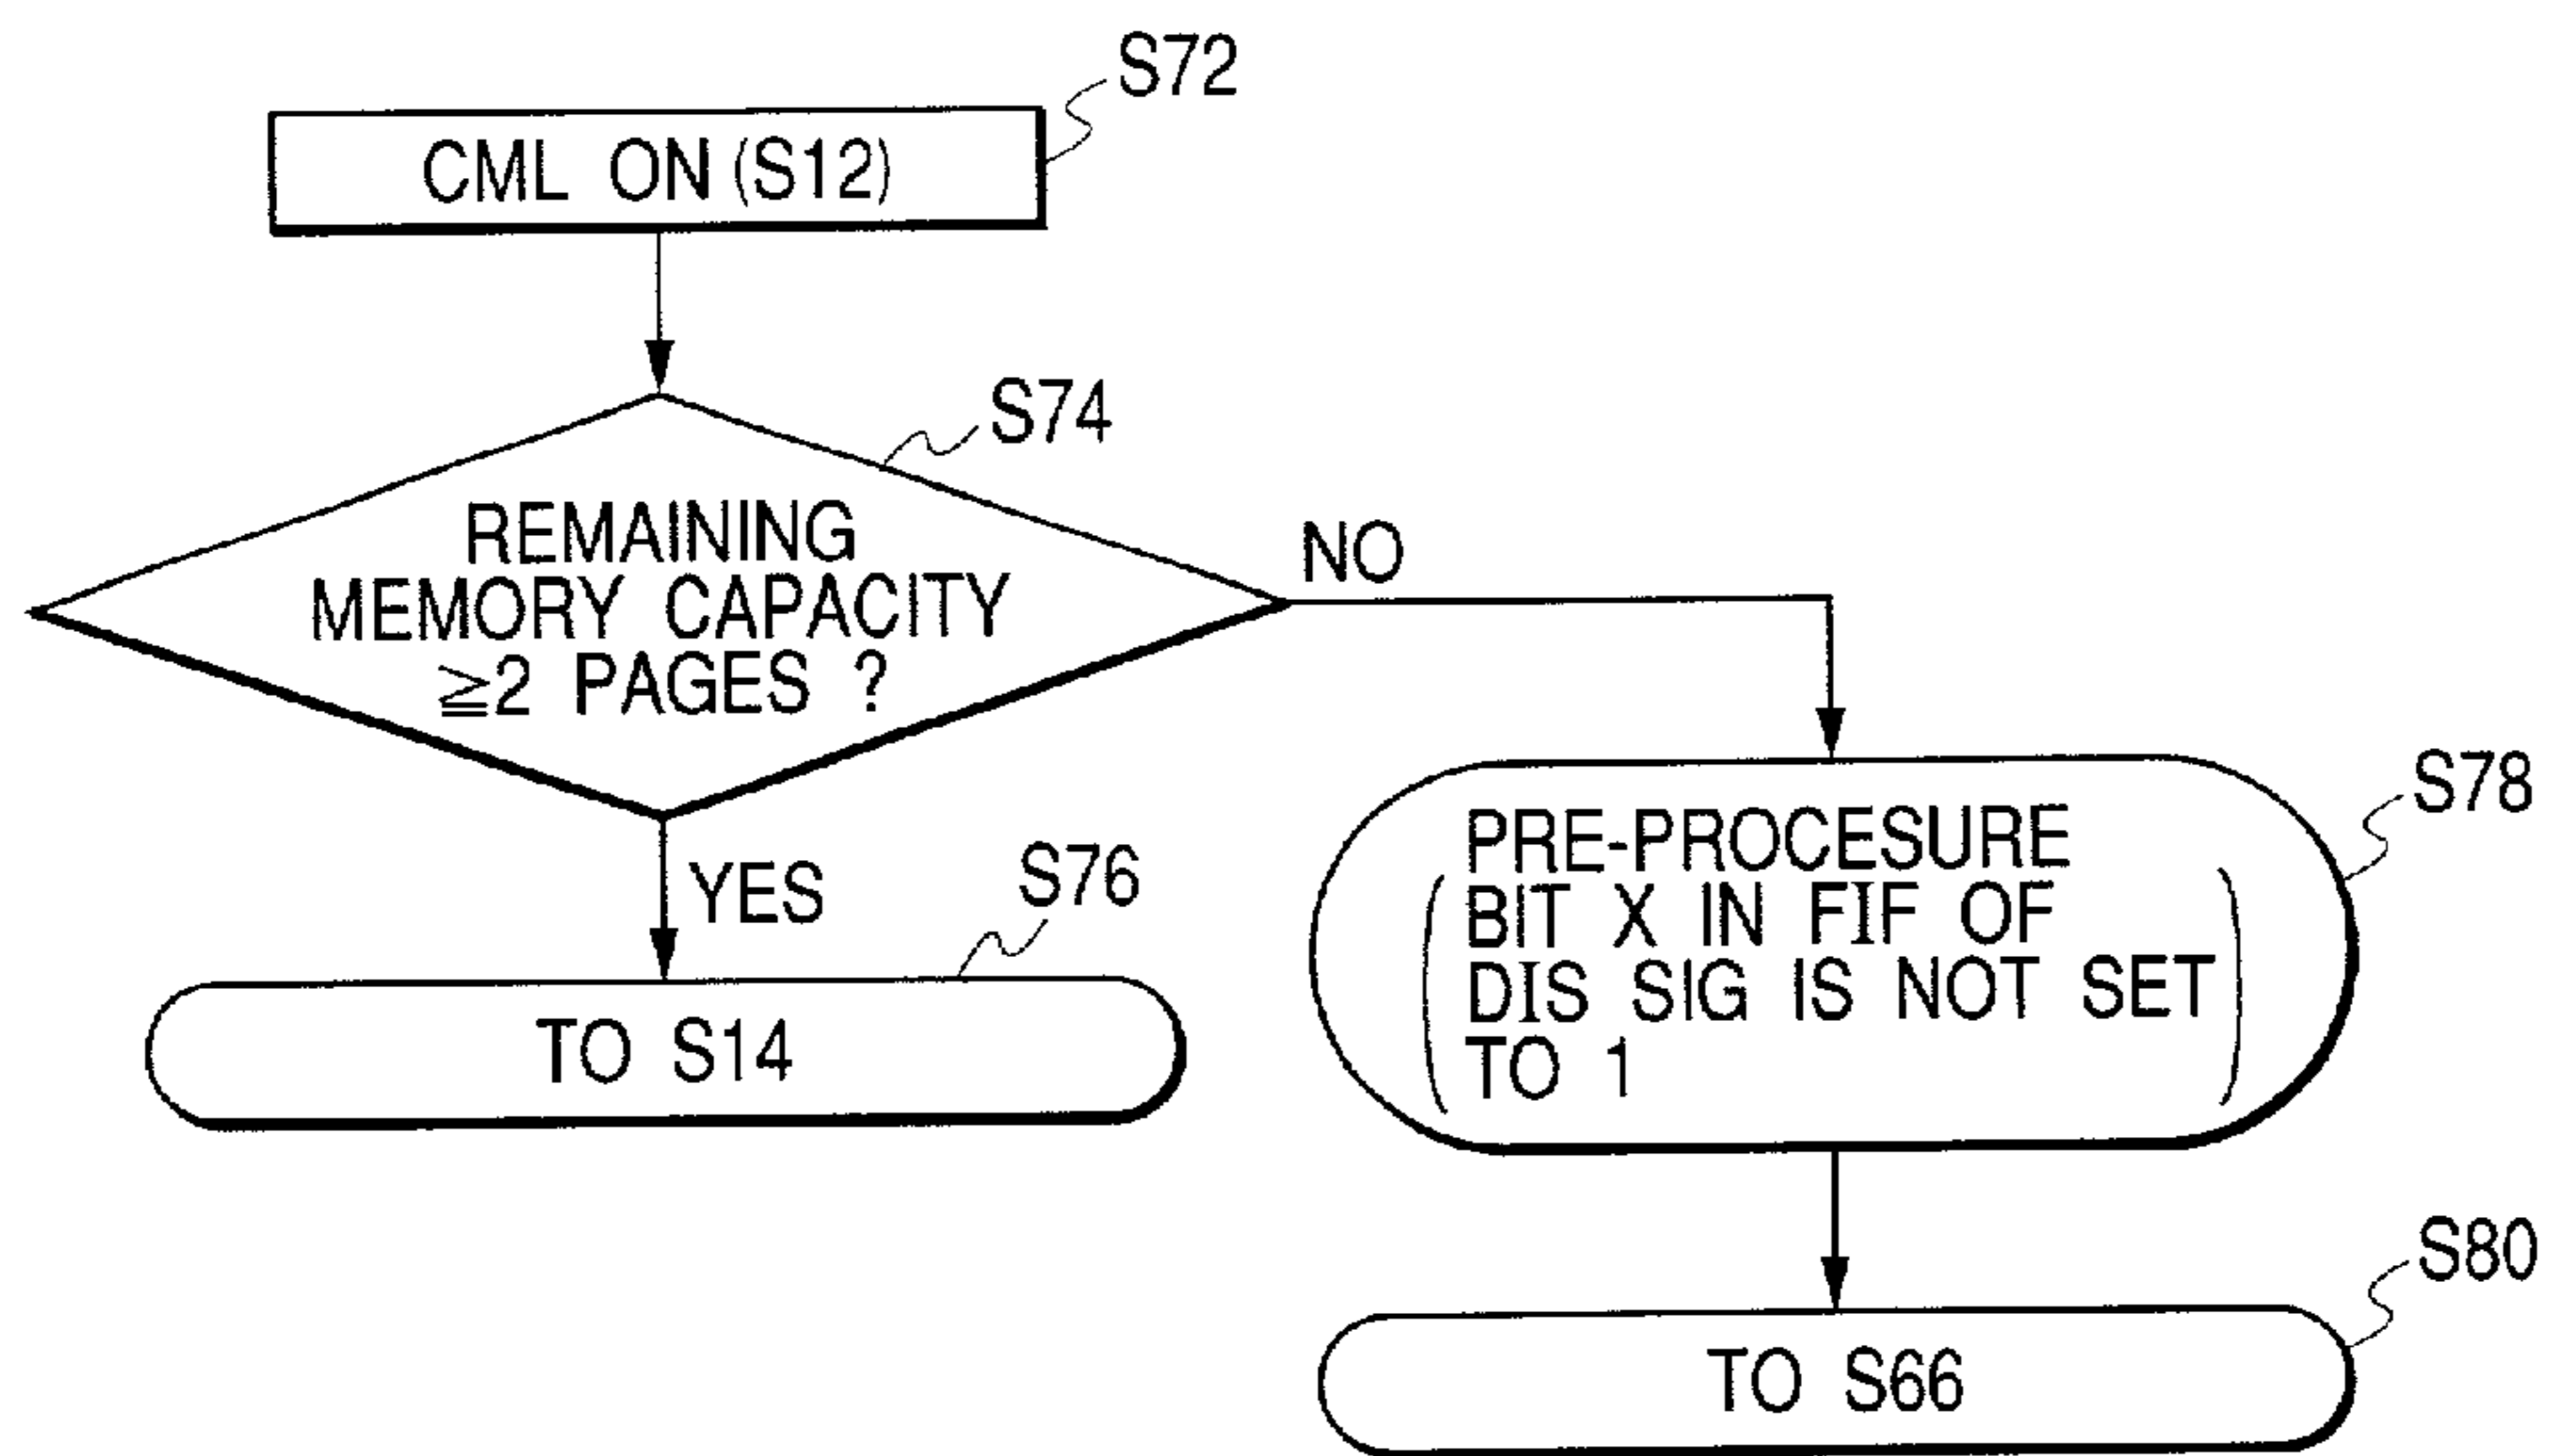 S72
CML ON (S12)
S74
REMAINING
MEMORY CAPACITY
≧2 PAGES ?
NO
YES
S76
TO S14
S78
PRE-PROCESURE
BIT X IN FIF OF
DIS SIG IS NOT SET
TO 1
S80
TO S66